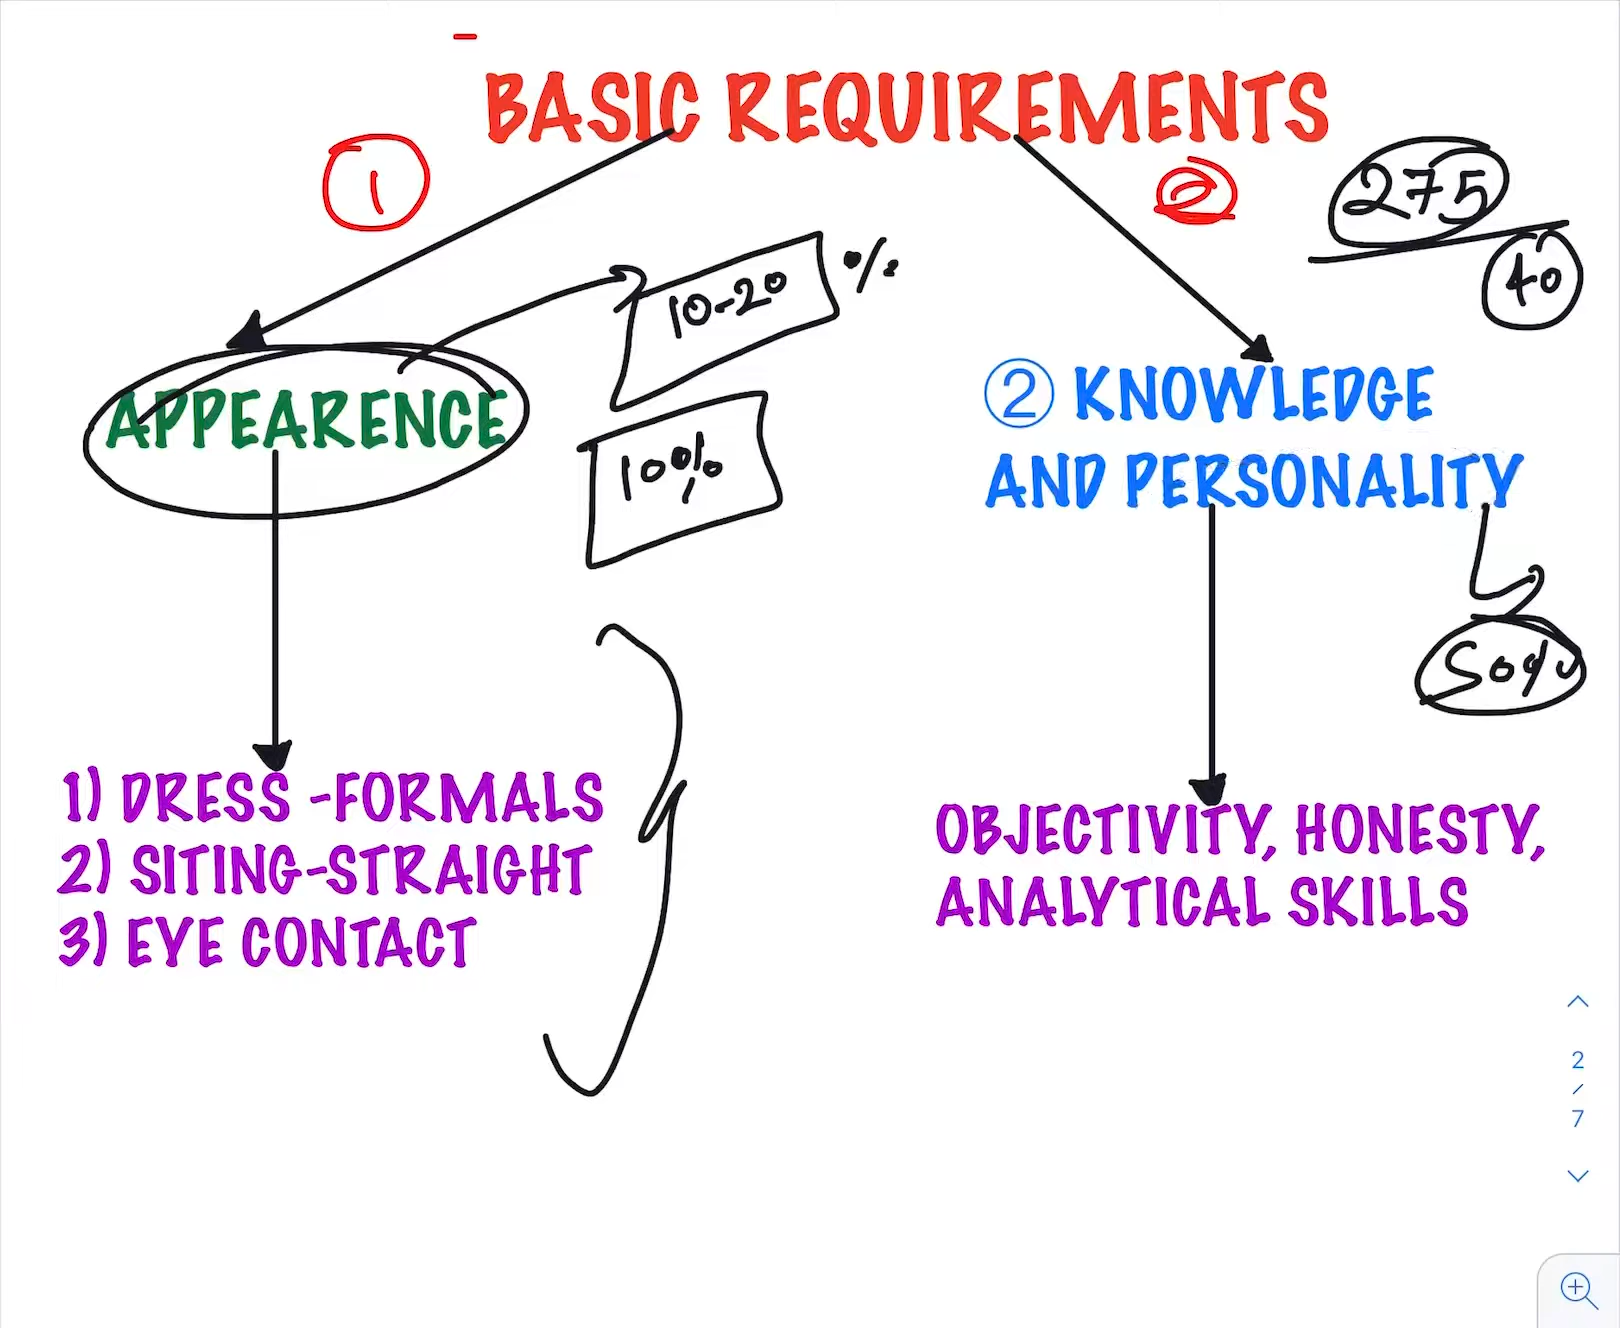 BASIC REQUIREMENTS
1
2
275
40
10-20 %
APPEARENCE
② KNOWLEDGE
AND PERSONALITY
10%
50%
1) DRESS -FORMALS
2) SITING-STRAIGHT
3) EYE CONTACT
OBJECTIVITY, HONESTY,
ANALYTICAL SKILLS
2
/
7